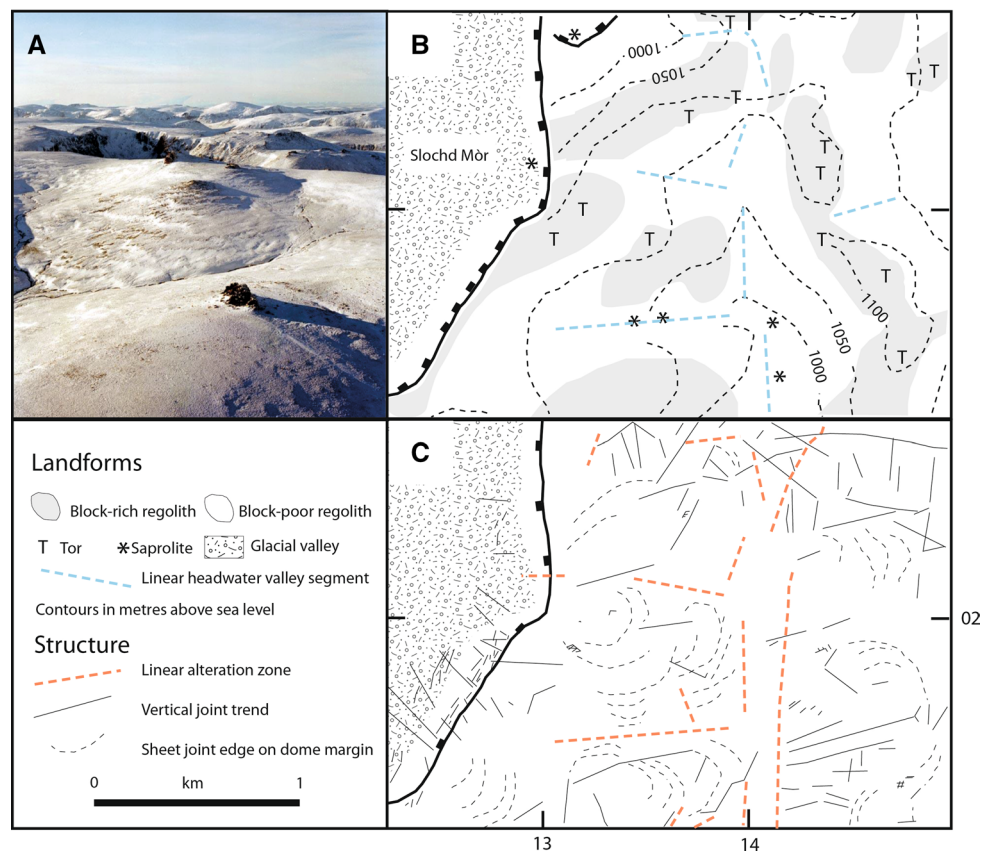 A
B
1000
1050
T
T
T
T
T
Slochd Mòr
T
T
T
T
T
T
T
T
1100
1050
1000
C
Landforms
Block-rich regolith
Block-poor regolith
T Tor
*Saprolite
Glacial valley
Linear headwater valley segment
Contours in metres above sea level
Structure
Linear alteration zone
Vertical joint trend
Sheet joint edge on dome margin
0 km 1
02
13
14